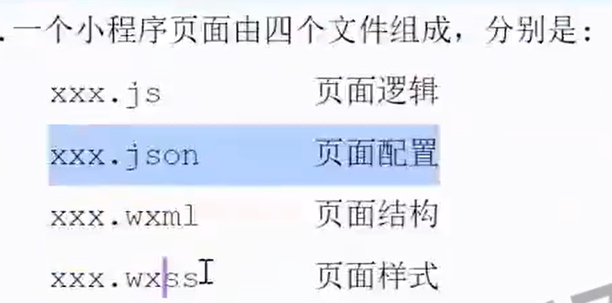 .一个小程序页面由四个文件组成，分别是：
xxx.js 页面逻辑
xxx.json 页面配置
xxx.wxml 页面结构
xxx.wxss 页面样式